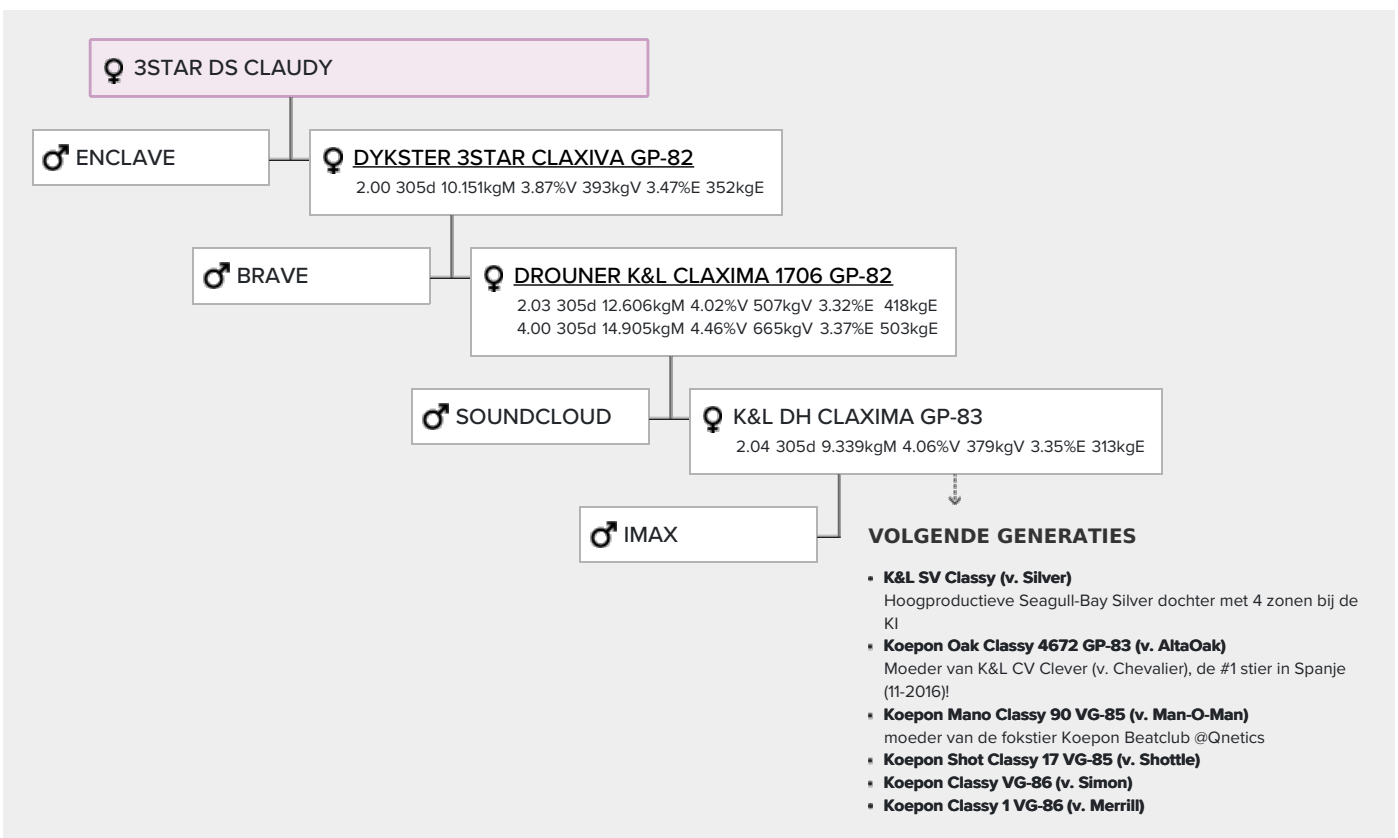 3STAR DS CLAUDY
ENCLAVE
DYKSTER 3STAR CLAXIVA GP-82
2.00 305d 10.151kgM 3.87%V 393kgV 3.47%E 352kgE
BRAVE
DROUNER K&L CLAXIMA 1706 GP-82
2.03 305d 12.606kgM 4.02%V 507kgV 3.32%E 418kgE
4.00 305d 14.905kgM 4.46%V 665kgV 3.37%E 503kgE
SOUNDCLOUD
K&L DH CLAXIMA GP-83
2.04 305d 9.339kgM 4.06%V 379kgV 3.35%E 313kgE
IMAX
VOLGENDE GENERATIES
K&L SV Classy (v. Silver)
Hoogproductieve Seagull-Bay Silver dochter met 4 zonen bij de
KI
Koepon Oak Classy 4672 GP-83 (v. AltaOak)
Moeder van K&L CV Clever (v. Chevalier), de #1 stier in Spanje
(11-2016)!
Koepon Mano Classy 90 VG-85 (v. Man-O-Man)
moeder van de fokstier Koepon Beatclub @Qnetics
Koepon Shot Classy 17 VG-85 (v. Shottle)
Koepon Classy VG-86 (v. Simon)
Koepon Classy 1 VG-86 (v. Merrill)